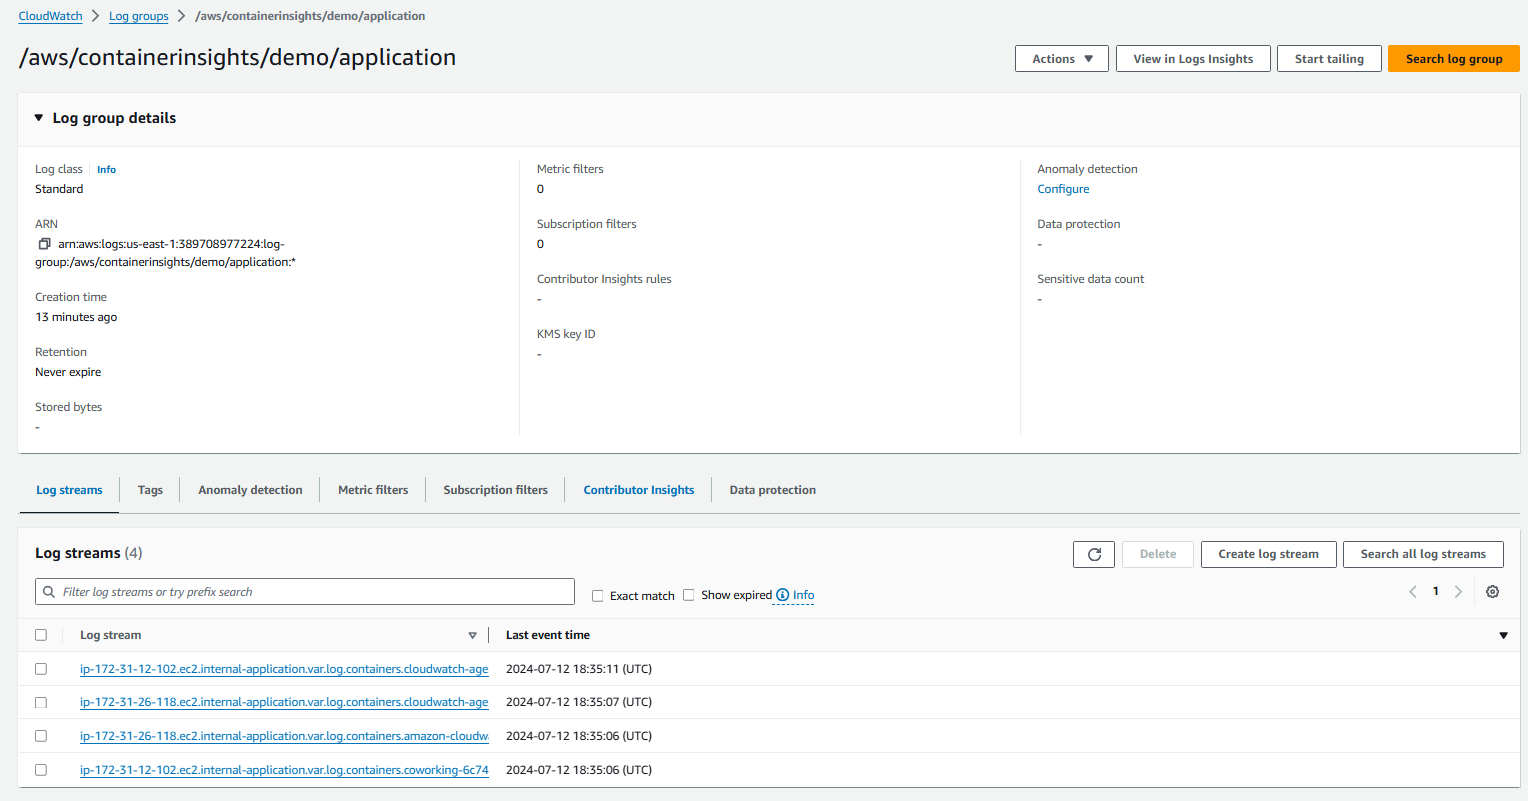 CloudWatch > Log groups > /aws/containerinsights/demo/application
/aws/containerinsights/demo/application
Actions ▼ View in Logs Insights Start tailing Search log group
▼ Log group details
Log class Info
Standard
ARN
arn:aws:logs:us-east-1:389708977224:log-
group:/aws/containerinsights/demo/application:*
Creation time
13 minutes ago
Retention
Never expire
Stored bytes
-
Metric filters
0
Subscription filters
0
Contributor Insights rules
-
KMS key ID
-
Anomaly detection
Configure
Data protection
-
Sensitive data count
-
Log streams Tags Anomaly detection Metric filters Subscription filters Contributor Insights Data protection
Log streams (4)
Delete Create log stream Search all log streams
Filter log streams or try prefix search Exact match Show expired Info < 1 >
Log stream Last event time
ip-172-31-12-102.ec2.internal-application.var.log.containers.cloudwatch-age 2024-07-12 18:35:11 (UTC)
ip-172-31-26-118.ec2.internal-application.var.log.containers.cloudwatch-age 2024-07-12 18:35:07 (UTC)
ip-172-31-26-118.ec2.internal-application.var.log.containers.amazon-cloudw 2024-07-12 18:35:06 (UTC)
ip-172-31-12-102.ec2.internal-application.var.log.containers.coworking-6c74 2024-07-12 18:35:06 (UTC)